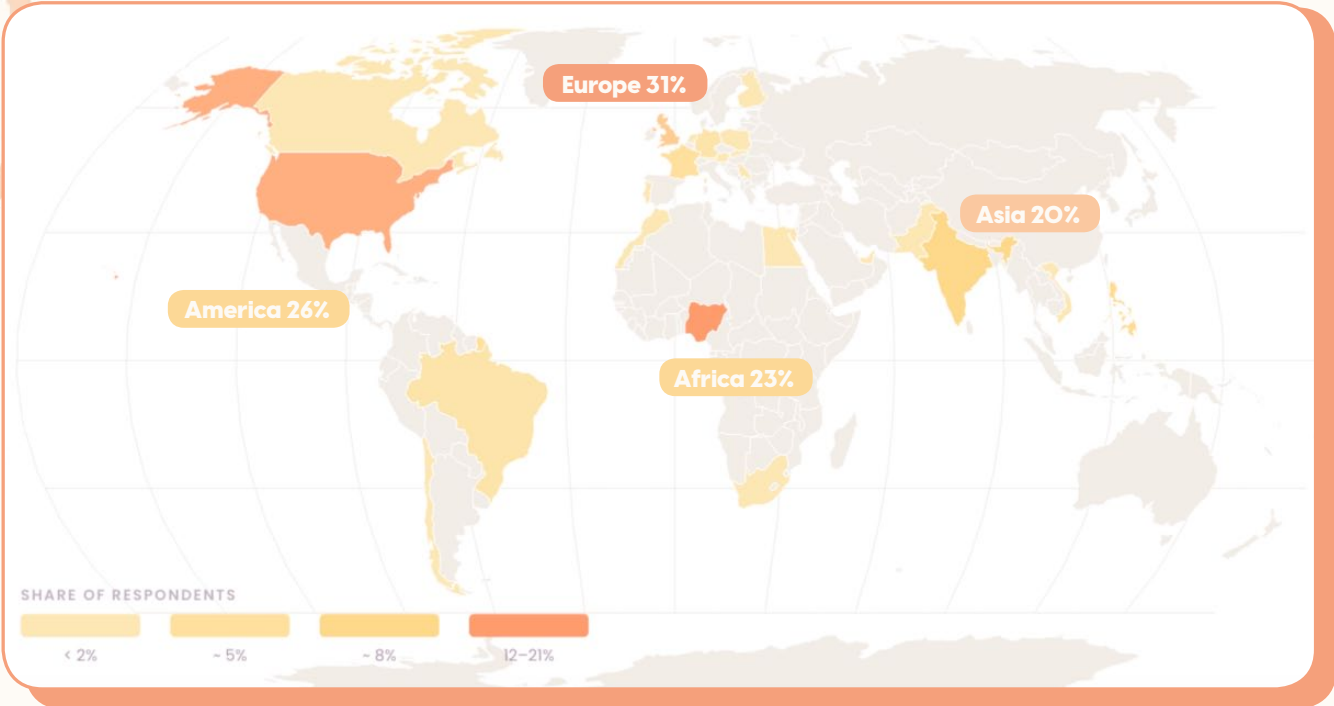 Europe 31%
Asia 20%
America 26%
Africa 23%
SHARE OF RESPONDENTS
< 2%
~ 5%
~ 8%
12–21%